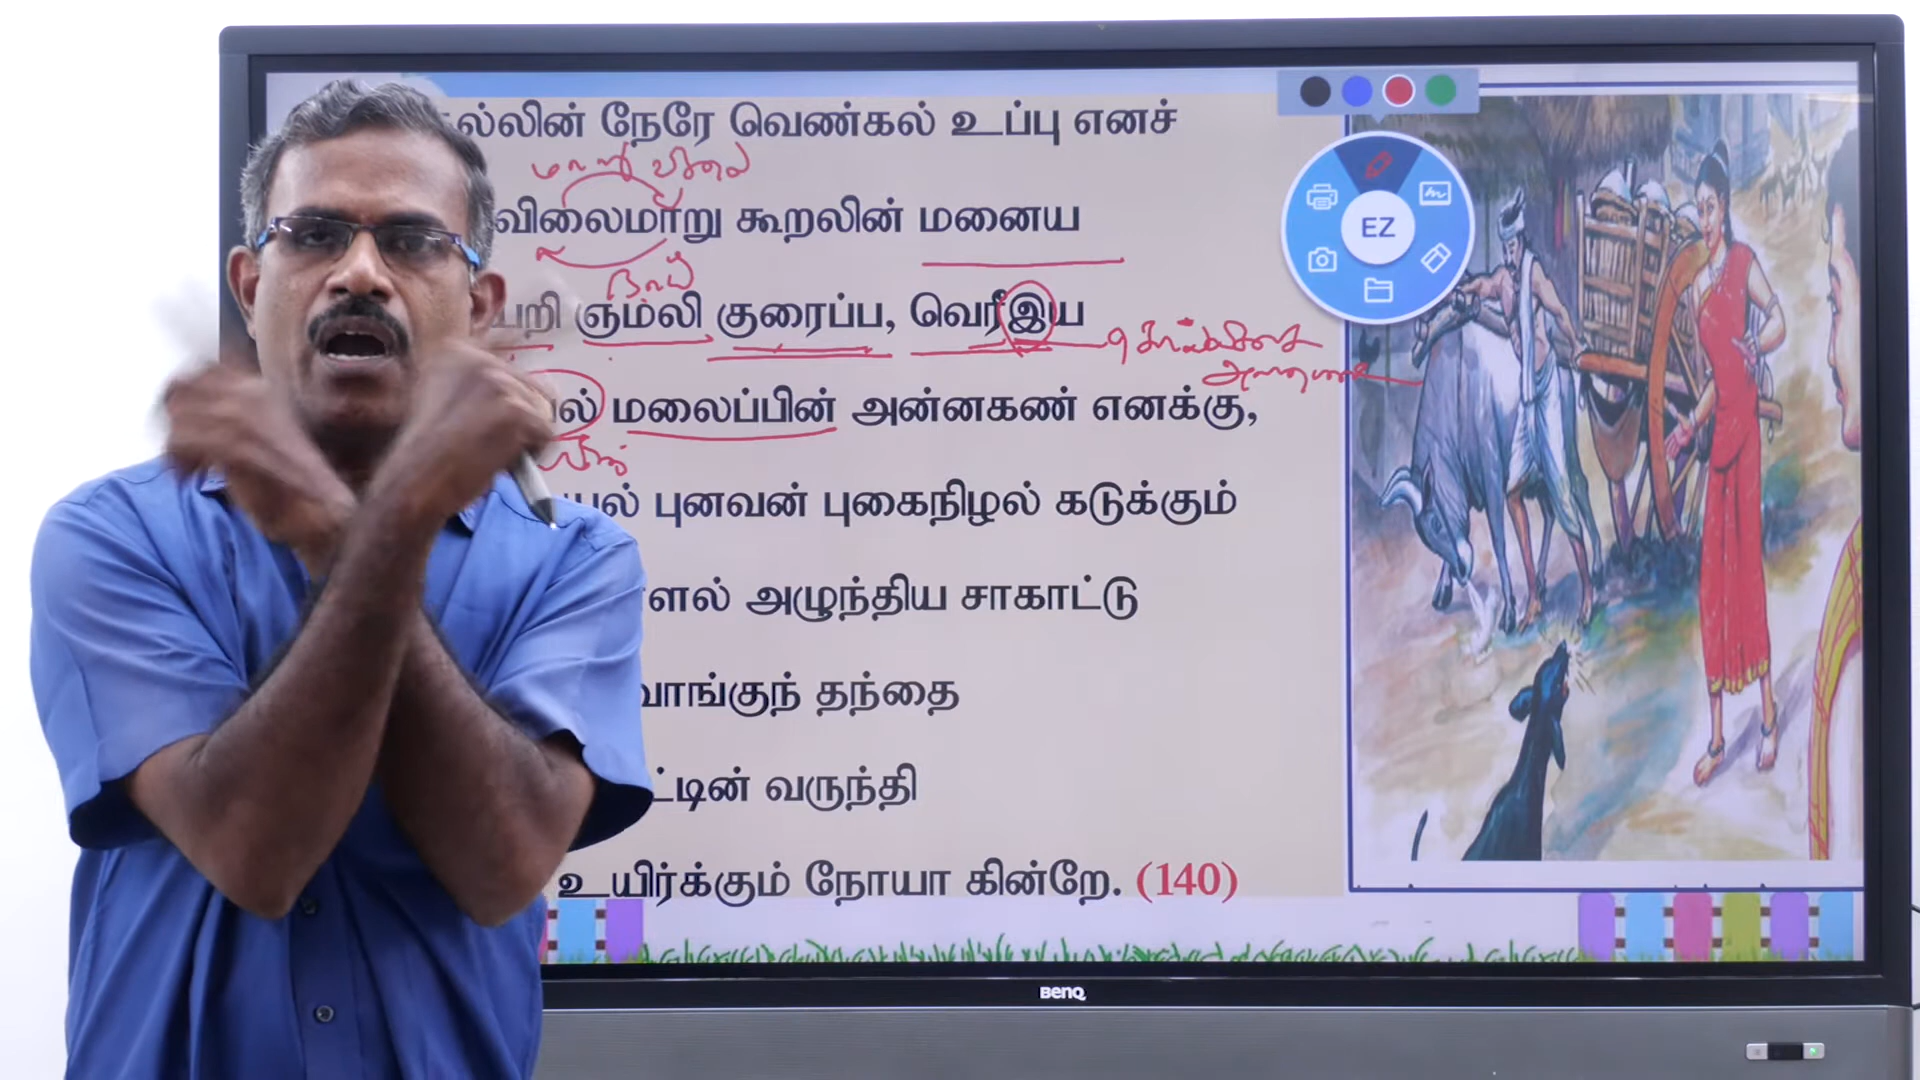 நெல்லின் நேரே வெண்கல் உப்பு எனச்
மாறு விலை
விலைமாறு கூறலின் மனைய
நாய்
ஞமலி குரைப்ப, வெரீஇய
சொல்லிசை
அளபெடை
மலைப்பின் அன்னகண் எனக்கு,
புனவன் புகைநிழல் கடுக்கும்
அழுந்திய சாகாட்டு
வாங்குந் தந்தை
வருந்தி
உயிர்க்கும் நோயா கின்றே. (140)
EZ
BenQ